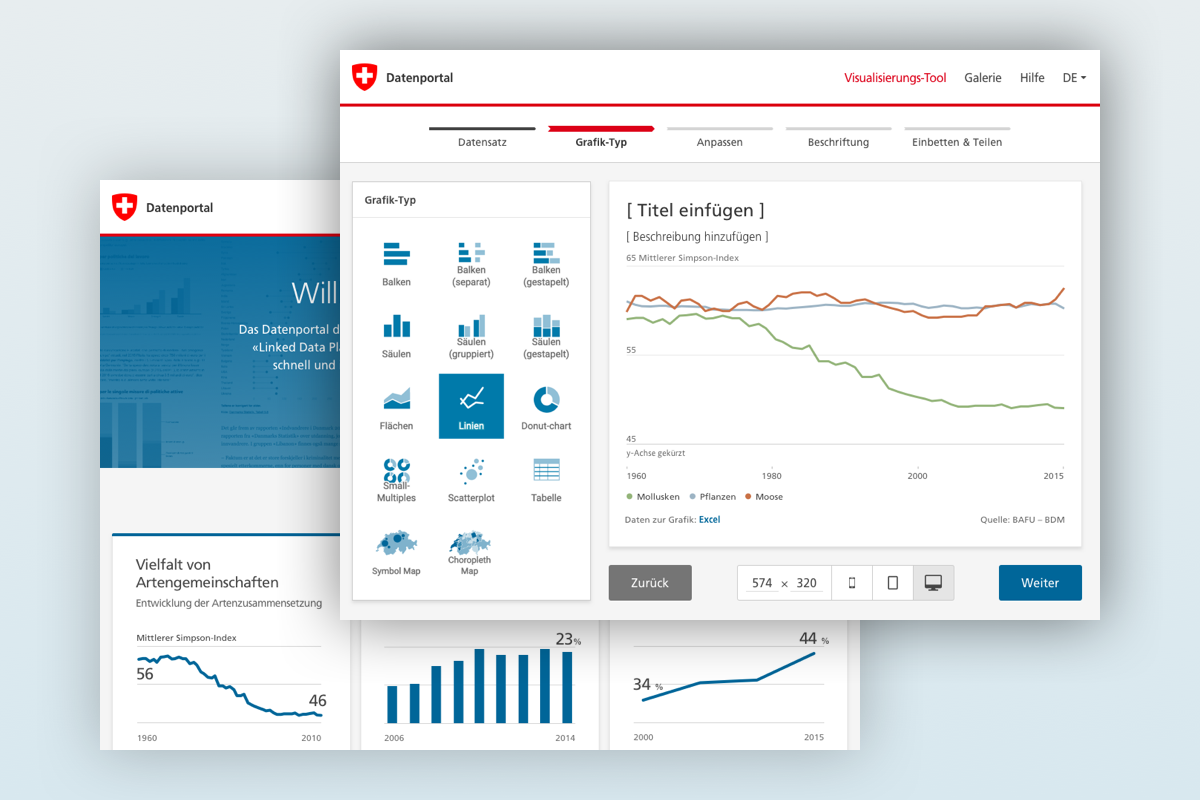 Datenportal
Visualisierungs-Tool
Galerie
Hilfe
DE
Datensatz
Grafik-Typ
Anpassen
Beschriftung
Einbetten & Teilen
Grafik-Typ
Balken
Balken
(separat)
Balken
(gestapelt)
Säulen
Säulen
(gruppiert)
Säulen
(gestapelt)
Flächen
Linien
Donut-chart
Small-
Multiples
Scatterplot
Tabelle
Symbol Map
Choropleth
Map
[ Titel einfügen ]
[ Beschreibung hinzufügen ]
65 Mittlerer Simpson-Index
55
45
y-Achse gekürzt
1960
1980
2000
2015
Mollusken
Pflanzen
Moose
Daten zur Grafik: Excel
Quelle: BAFU – BDM
Zurück
574 × 320
Weiter
Datenportal
Will
Das Datenportal d
«Linked Data Pl
schnell und
Vielfalt von
Artengemeinschaften
Entwicklung der Artenzusammensetzung
Mittlerer Simpson-Index
56
46
1960
2010
23%
2006
2014
44 %
34 %
2000
2015